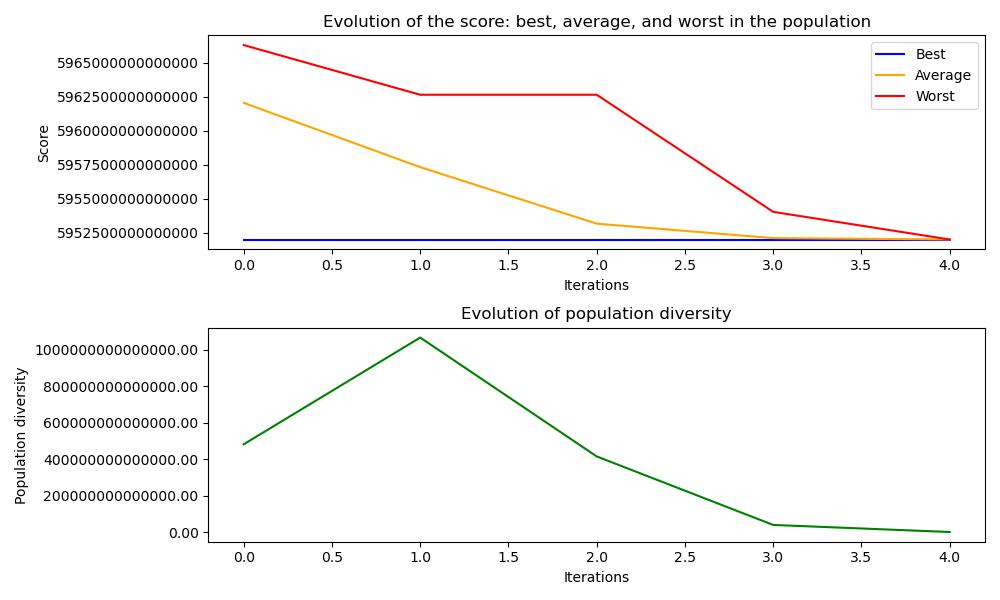 Evolution of the score: best, average, and worst in the population
Score
5965000000000000
5962500000000000
5960000000000000
5957500000000000
5955000000000000
5952500000000000
Best
Average
Worst
0.0 0.5 1.0 1.5 2.0 2.5 3.0 3.5 4.0
Iterations
Evolution of population diversity
Population diversity
1000000000000000.00
800000000000000.00
600000000000000.00
400000000000000.00
200000000000000.00
0.00
0.0 0.5 1.0 1.5 2.0 2.5 3.0 3.5 4.0
Iterations